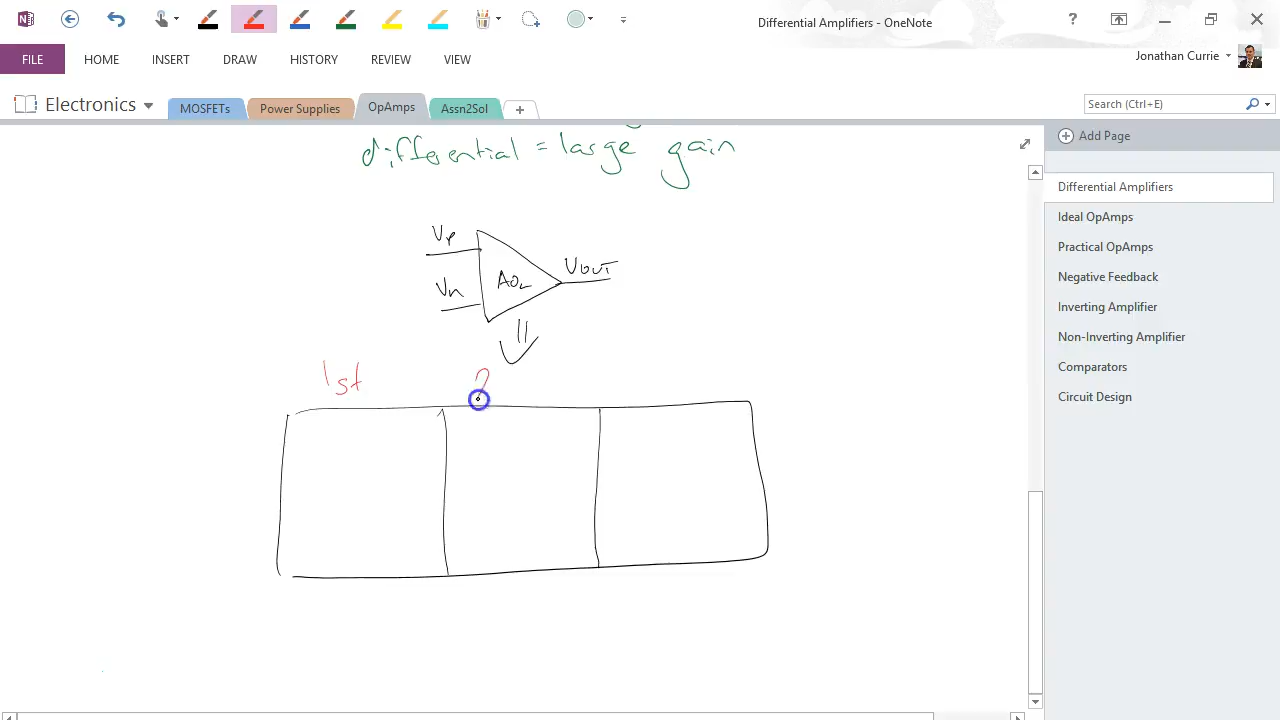 Differential Amplifiers - OneNote
?
FILE HOME INSERT DRAW HISTORY REVIEW VIEW
Jonathan Currie
Electronics
MOSFETs Power Supplies OpAmps Assn2Sol +
Search (Ctrl+E)
Add Page
Differential Amplifiers
Ideal OpAmps
Practical OpAmps
Negative Feedback
Inverting Amplifier
Non-Inverting Amplifier
Comparators
Circuit Design
differential = large gain
Vp
Vn
AOL
VOUT
1st